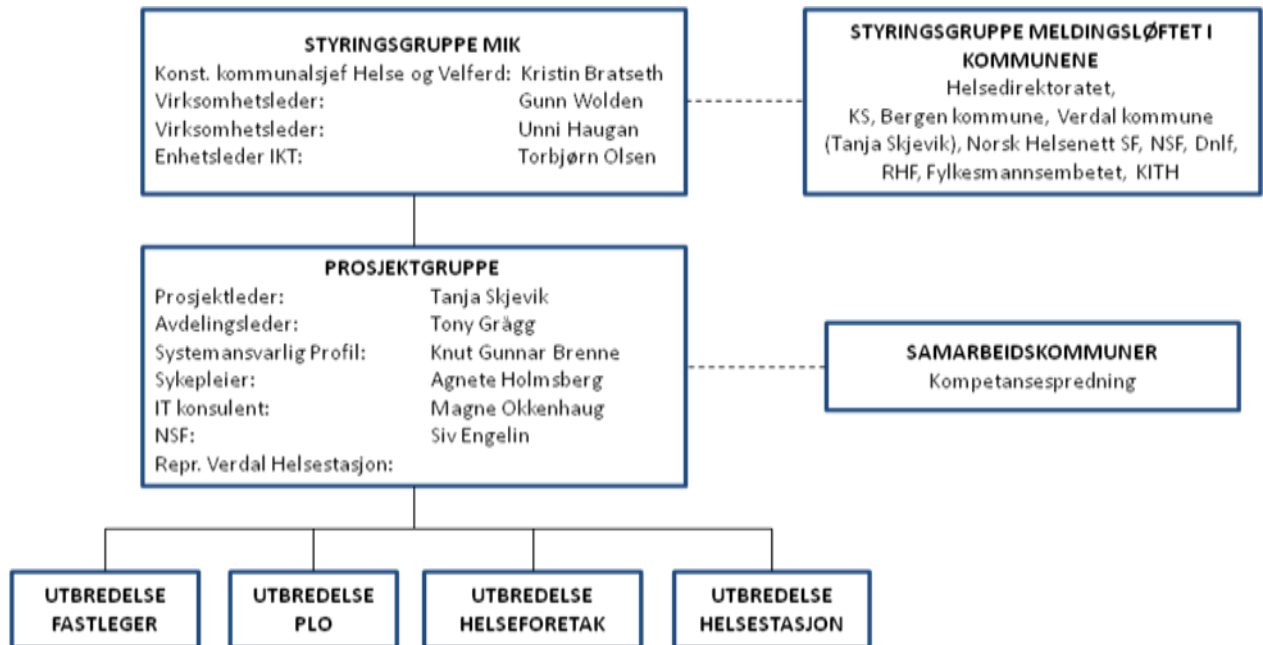 STYRINGSGRUPPE MIK
Konst. kommunalsjef Helse og Velferd: Kristin Bratseth
Virksomhetsleder: Gunn Wolden
Virksomhetsleder: Unni Haugan
Enhetsleder IKT: Torbjørn Olsen
STYRINGSGRUPPE MELDINGSLØFTET I
KOMMUNENE
Helsedirektoratet,
KS, Bergen kommune, Verdal kommune
(Tanja Skjevik), Norsk Helsenett SF, NSF, Dnlf,
RHF, Fylkesmannsembetet, KITH
PROSJEKTGRUPPE
Prosjektleder: Tanja Skjevik
Avdelingsleder: Tony Grägg
Systemansvarlig Profil: Knut Gunnar Brenne
Sykepleier: Agnete Holmsberg
IT konsulent: Magne Okkenhaug
NSF: Siv Engelin
Repr. Verdal Helsestasjon:
SAMARBEIDSKOMMUNER
Kompetansespredning
UTBREDELSE
FASTLEGER
UTBREDELSE
PLO
UTBREDELSE
HELSEFORETAK
UTBREDELSE
HELSESTASJON